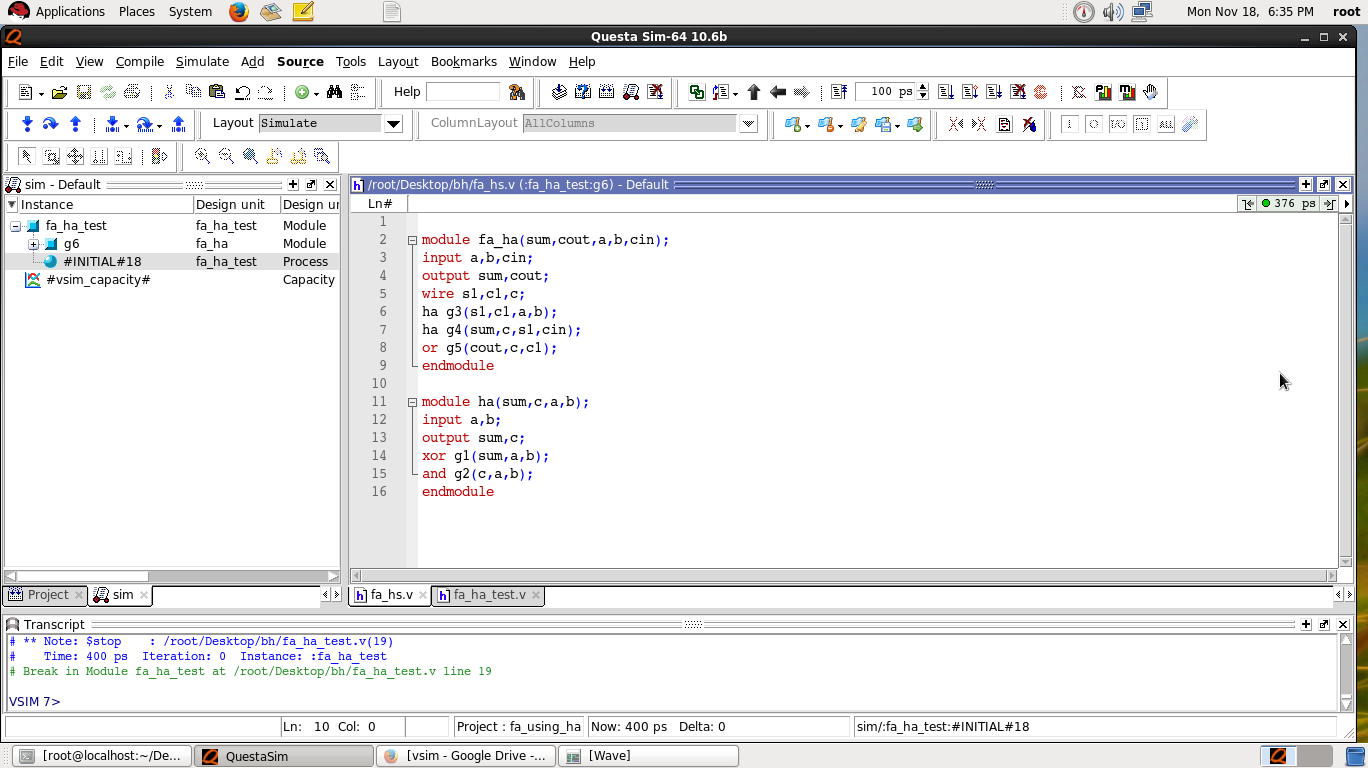 Applications Places System Mon Nov 18, 6:35 PM root
Questa Sim-64 10.6b
File Edit View Compile Simulate Add Source Tools Layout Bookmarks Window Help
Help 100 ps
Layout Simulate ColumnLayout AllColumns
sim - Default
/root/Desktop/bh/fa_hs.v (:fa_ha_test:g6) - Default
Instance Design unit Design ur
fa_ha_test fa_ha_test Module
g6 fa_ha Module
#INITIAL#18 fa_ha_test Process
#vsim_capacity# Capacity
Ln# 376 ps
1
2 module fa_ha(sum,cout,a,b,cin);
3 input a,b,cin;
4 output sum,cout;
5 wire s1,c1,c;
6 ha g3(s1,c1,a,b);
7 ha g4(sum,c,s1,cin);
8 or g5(cout,c,c1);
9 endmodule
10
11 module ha(sum,c,a,b);
12 input a,b;
13 output sum,c;
14 xor g1(sum,a,b);
15 and g2(c,a,b);
16 endmodule
Project sim fa_hs.v fa_ha_test.v
Transcript
# ** Note: $stop    : /root/Desktop/bh/fa_ha_test.v(19)
#    Time: 400 ps  Iteration: 0  Instance: :fa_ha_test
# Break in Module fa_ha_test at /root/Desktop/bh/fa_ha_test.v line 19
VSIM 7>
Ln: 10 Col: 0 Project : fa_using_ha Now: 400 ps Delta: 0 sim/:fa_ha_test:#INITIAL#18
[root@localhost:~/De... QuestaSim [vsim - Google Drive -... [Wave]